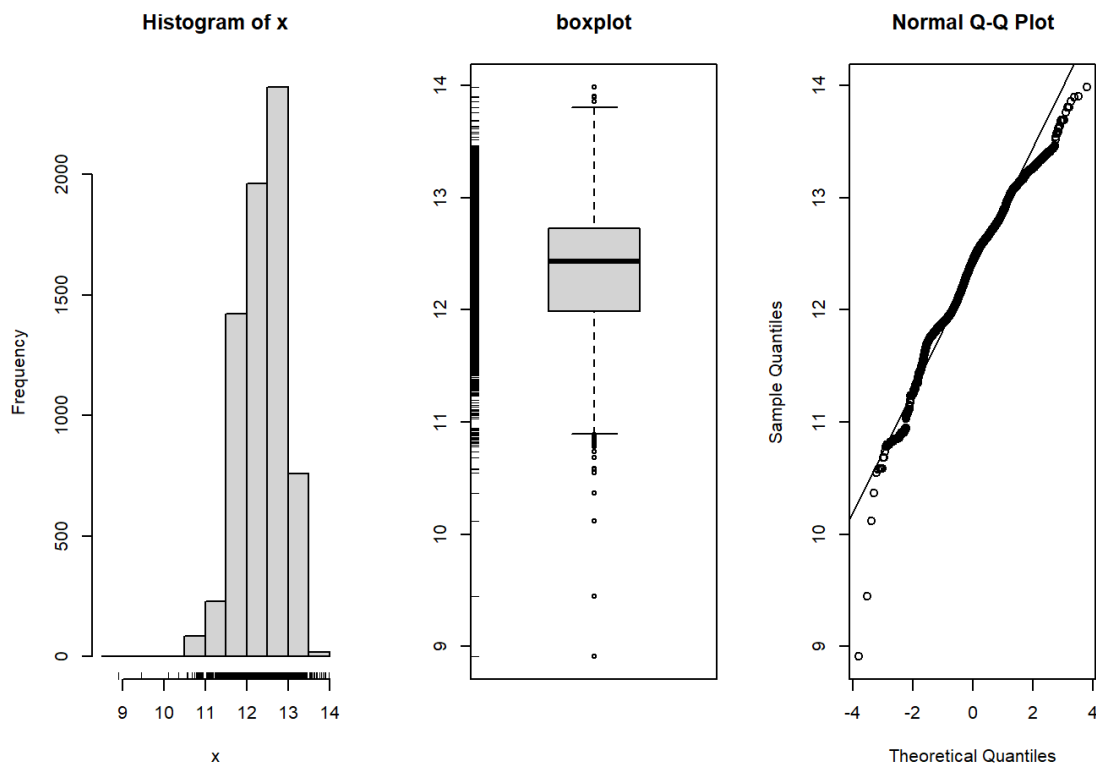 Histogram of x
Frequency
0
500
1000
1500
2000
9 10 11 12 13 14
x
boxplot
9
10
11
12
13
14
Normal Q-Q Plot
Sample Quantiles
9
10
11
12
13
14
-4 -2 0 2 4
Theoretical Quantiles